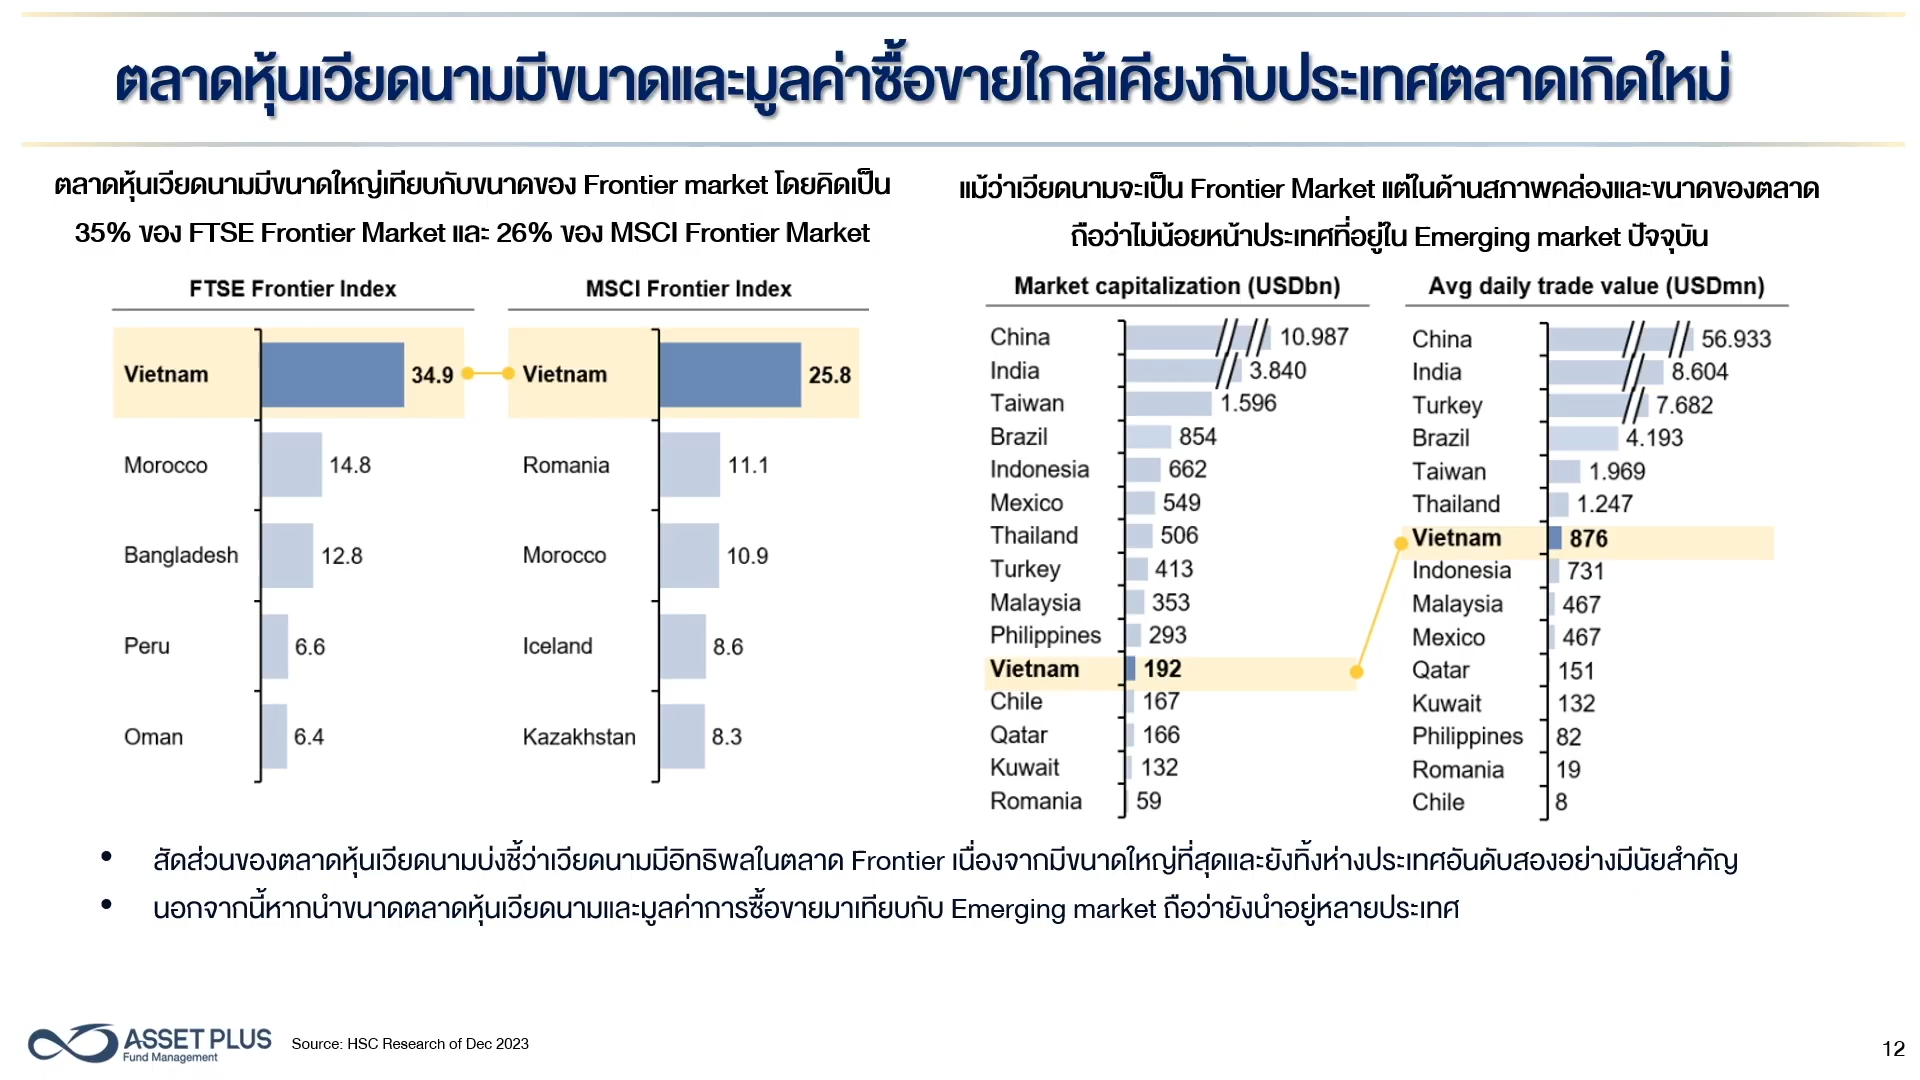 ตลาดหุ้นเวียดนามมีขนาดและมูลค่าซื้อขายใกล้เคียงกับประเทศตลาดเกิดใหม่
ตลาดหุ้นเวียดนามมีขนาดใหญ่เทียบกับขนาดของ Frontier market โดยคิดเป็น
35% ของ FTSE Frontier Market และ 26% ของ MSCI Frontier Market
FTSE Frontier Index
Vietnam 34.9
Morocco 14.8
Bangladesh 12.8
Peru 6.6
Oman 6.4
MSCI Frontier Index
Vietnam 25.8
Romania 11.1
Morocco 10.9
Iceland 8.6
Kazakhstan 8.3
แม้ว่าเวียดนามจะเป็น Frontier Market แต่ในด้านสภาพคล่องและขนาดของตลาด
ถือว่าไม่น้อยหน้าประเทศที่อยู่ใน Emerging market ปัจจุบัน
Market capitalization (USDbn)
China 10.987
India 3.840
Taiwan 1.596
Brazil 854
Indonesia 662
Mexico 549
Thailand 506
Turkey 413
Malaysia 353
Philippines 293
Vietnam 192
Chile 167
Qatar 166
Kuwait 132
Romania 59
Avg daily trade value (USDmn)
China 56.933
India 8.604
Turkey 7.682
Brazil 4.193
Taiwan 1.969
Thailand 1.247
Vietnam 876
Indonesia 731
Malaysia 467
Mexico 467
Qatar 151
Kuwait 132
Philippines 82
Romania 19
Chile 8
• สัดส่วนของตลาดหุ้นเวียดนามบ่งชี้ว่าเวียดนามมีอิทธิพลในตลาด Frontier เนื่องจากมีขนาดใหญ่ที่สุดและยังทิ้งห่างประเทศอันดับสองอย่างมีนัยสำคัญ
• นอกจากนี้หากนำขนาดตลาดหุ้นเวียดนามและมูลค่าการซื้อขายมาเทียบกับ Emerging market ถือว่ายังนำอยู่หลายประเทศ
ASSET PLUS
Fund Management
Source: HSC Research of Dec 2023
12